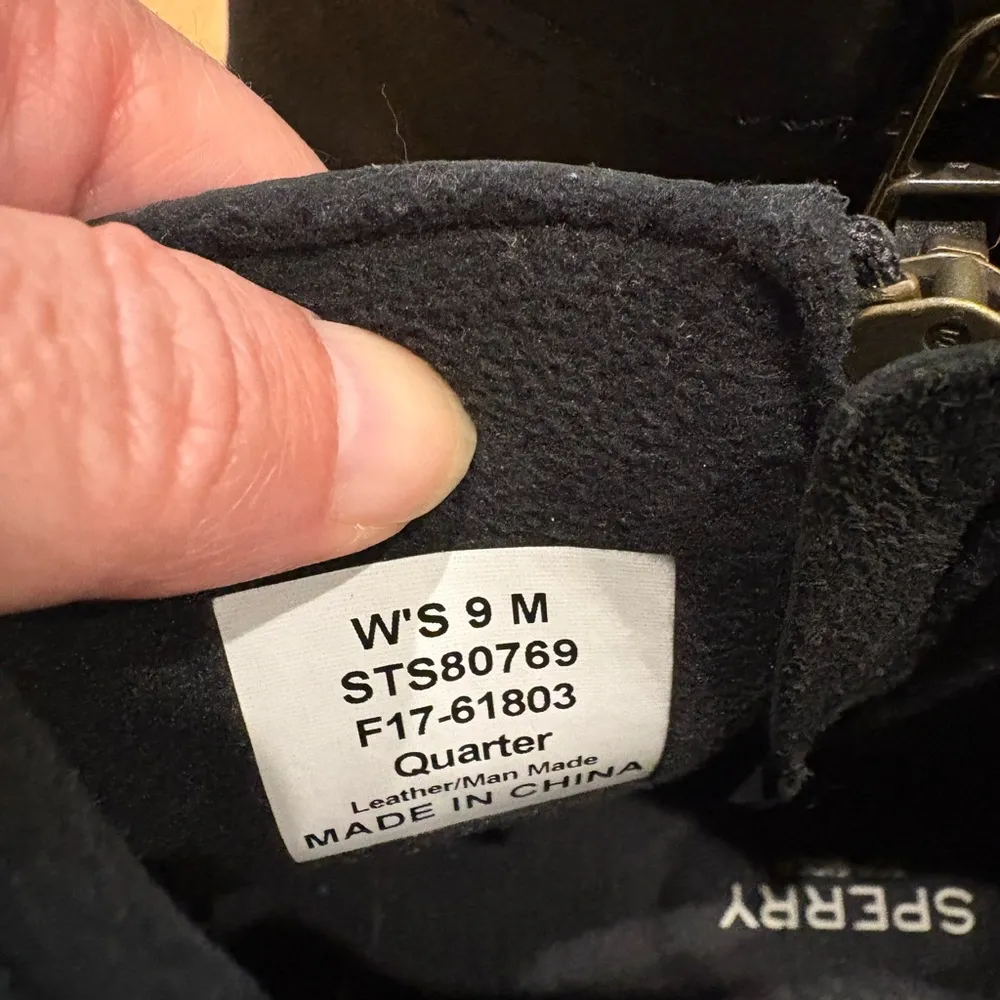 W'S 9 M
STS80769
F17-61803
Quarter
Leather/Man Made
MADE IN CHINA
SPERRY